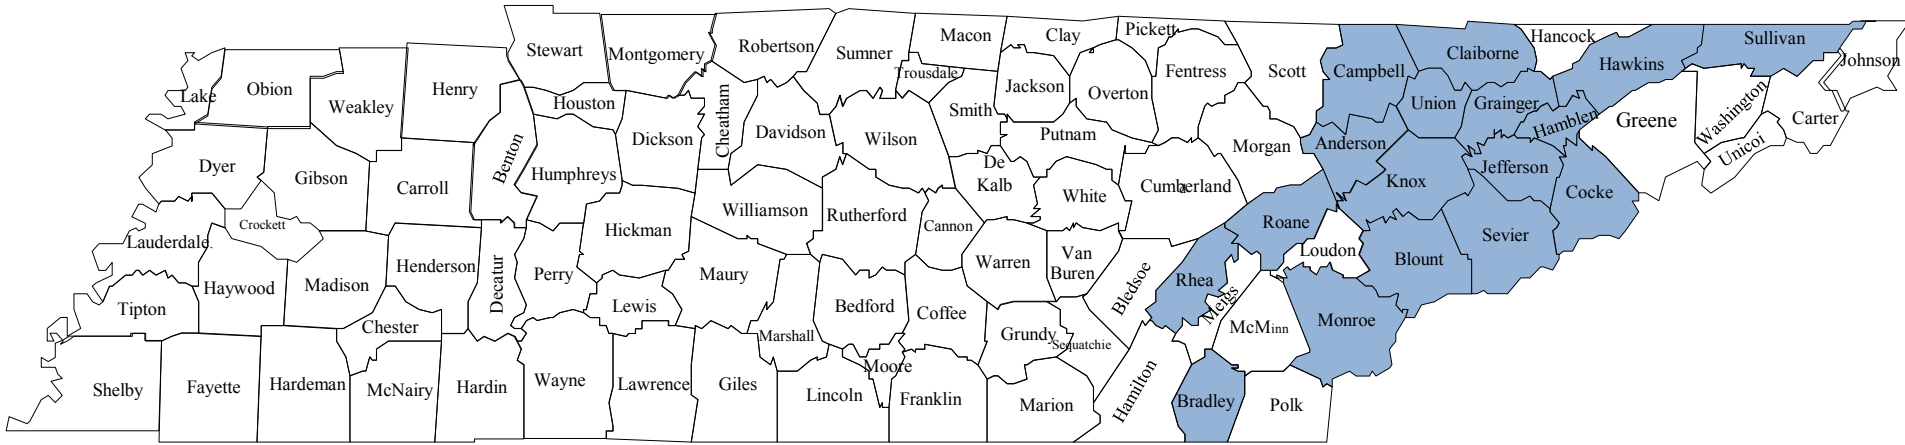 Stewart
Montgomery
Robertson
Sumner
Macon
Clay
Pickett
Hancock
Sullivan
Johnson
Lake
Obion
Weakley
Henry
Houston
Dickson
Cheatham
Davidson
Wilson
Trousdale
Smith
Jackson
Overton
Fentress
Scott
Campbell
Claiborne
Hawkins
Union
Grainger
Hamblen
Greene
Washington
Unicoi
Carter
Dyer
Gibson
Carroll
Benton
Humphreys
Hickman
Williamson
Rutherford
Cannon
De
Kalb
Putnam
White
Cumberland
Morgan
Anderson
Knox
Jefferson
Cocke
Sevier
Blount
Loudon
Roane
Rhea
Meigs
McMinn
Monroe
Lauderdale.
Crockett
Haywood
Madison
Henderson
Decatur
Perry
Lewis
Maury
Marshall
Bedford
Coffee
Warren
Van
Buren
Bledsoe
Grundy
Sequatchie
Tipton
Chester
Shelby
Fayette
Hardeman
McNairy
Hardin
Wayne
Lawrence
Giles
Lincoln
Moore
Franklin
Marion
Hamilton
Bradley
Polk